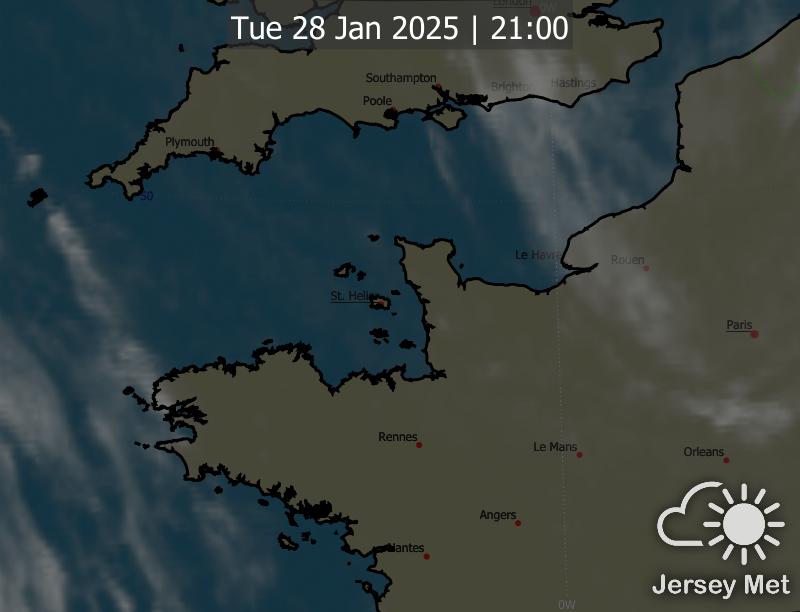 London
0W
Tue 28 Jan 2025 | 21:00
Southampton
Brighton
Hastings
Poole
Plymouth
50
Le Havre
Rouen
St. Helier
Paris
Rennes
Le Mans
Orleans
Angers
Nantes
Jersey Met
0W